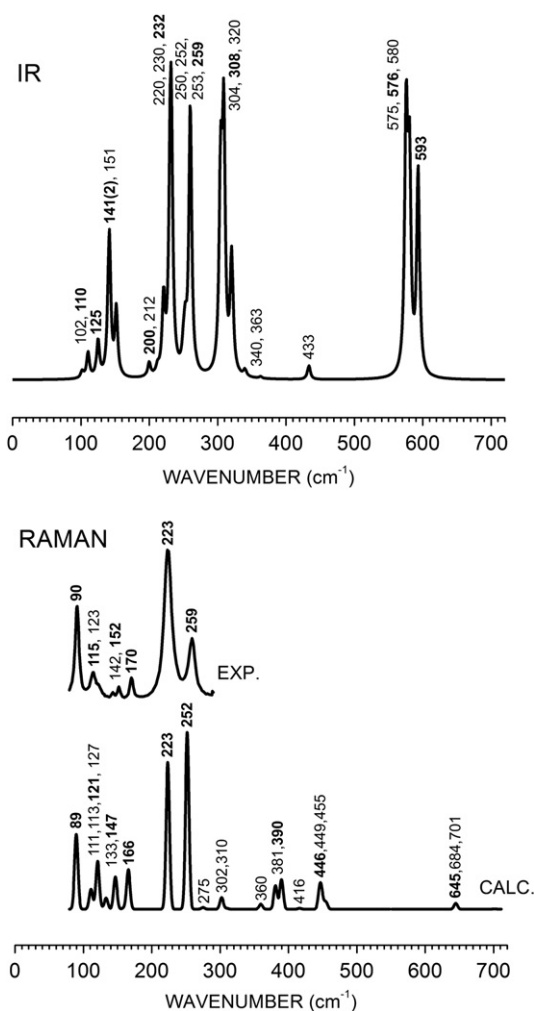 IR
102, 110
125
141(2), 151
200, 212
220, 230, 232
250, 252,
253, 259
304, 308, 320
340, 363
433
575, 576, 580
593
0 100 200 300 400 500 600 700
WAVENUMBER (cm-1)
RAMAN
90
115, 123
142, 152
170
223
259
EXP.
89
111,113,121, 127
133,147
166
223
252
275
302,310
360
381,390
416
446,449,455
645,684,701
CALC.
0 100 200 300 400 500 600 700
WAVENUMBER (cm-1)